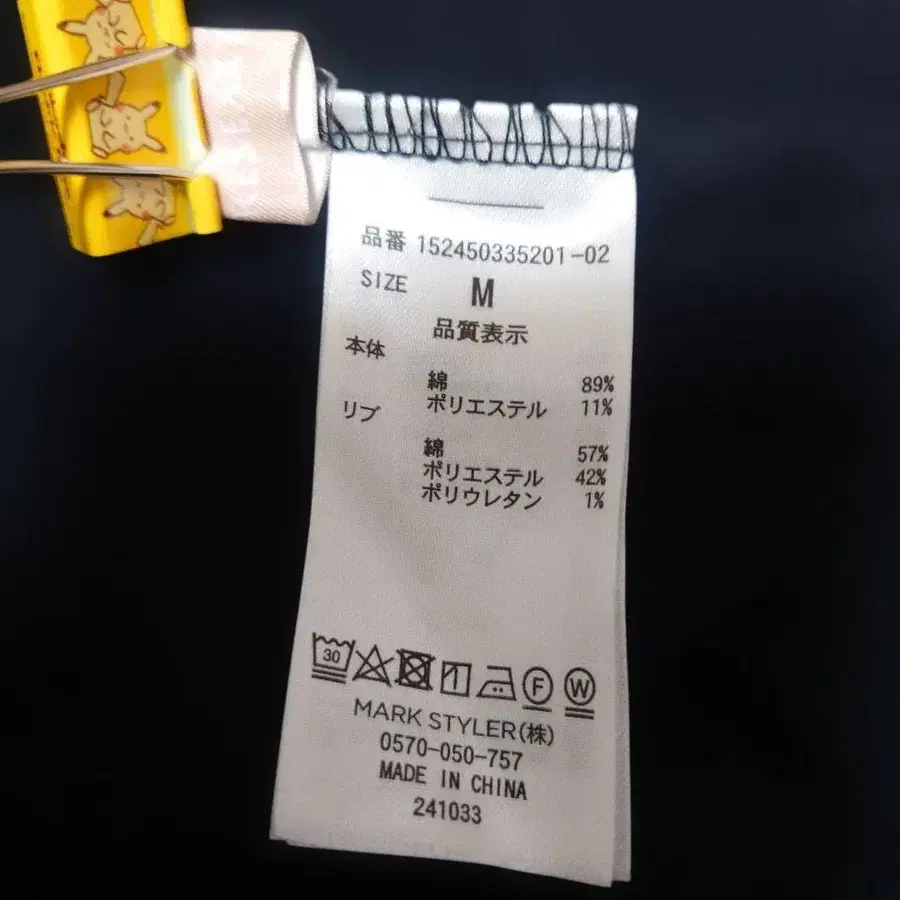 品番 152450335201-02
SIZE M
品質表示
本体
綿 89%
ポリエステル 11%
リブ
綿 57%
ポリエステル 42%
ポリウレタン 1%
30
F W
MARK STYLER(株)
0570-050-757
MADE IN CHINA
241033